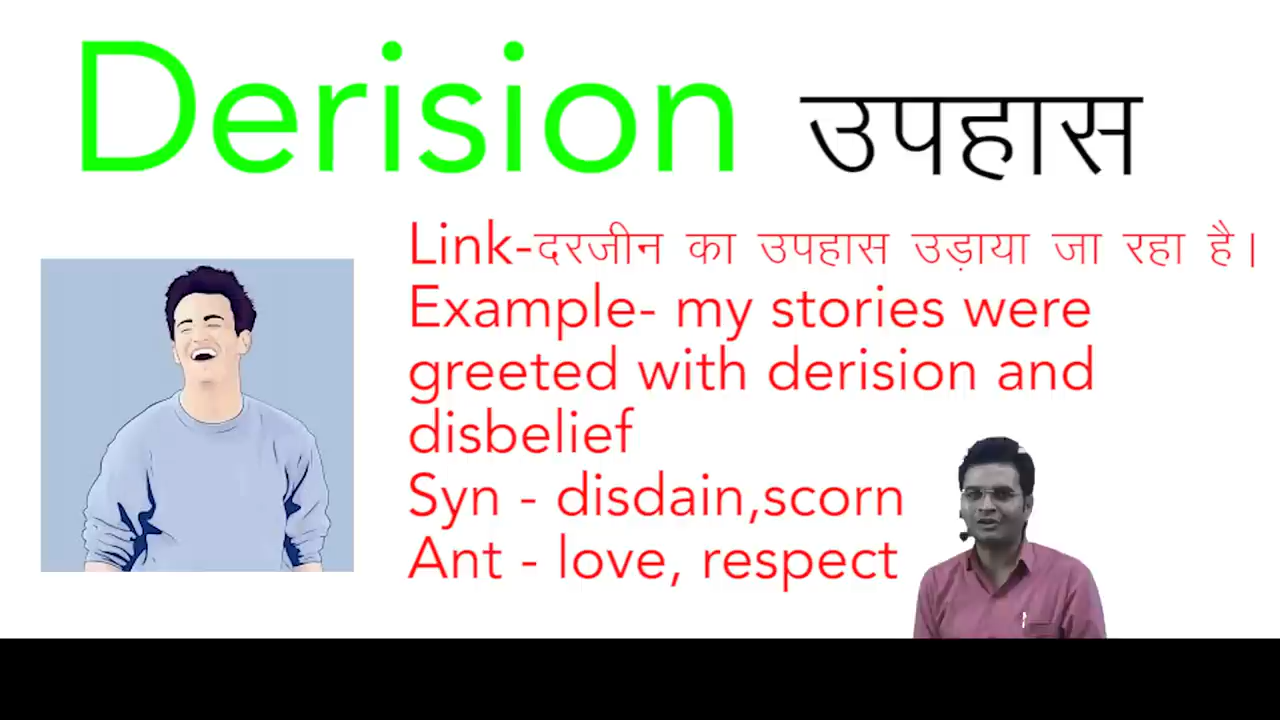 Derision उपहास
Link-दरजीन का उपहास उड़ाया जा रहा है।
Example- my stories were
greeted with derision and
disbelief
Syn - disdain,scorn
Ant - love, respect